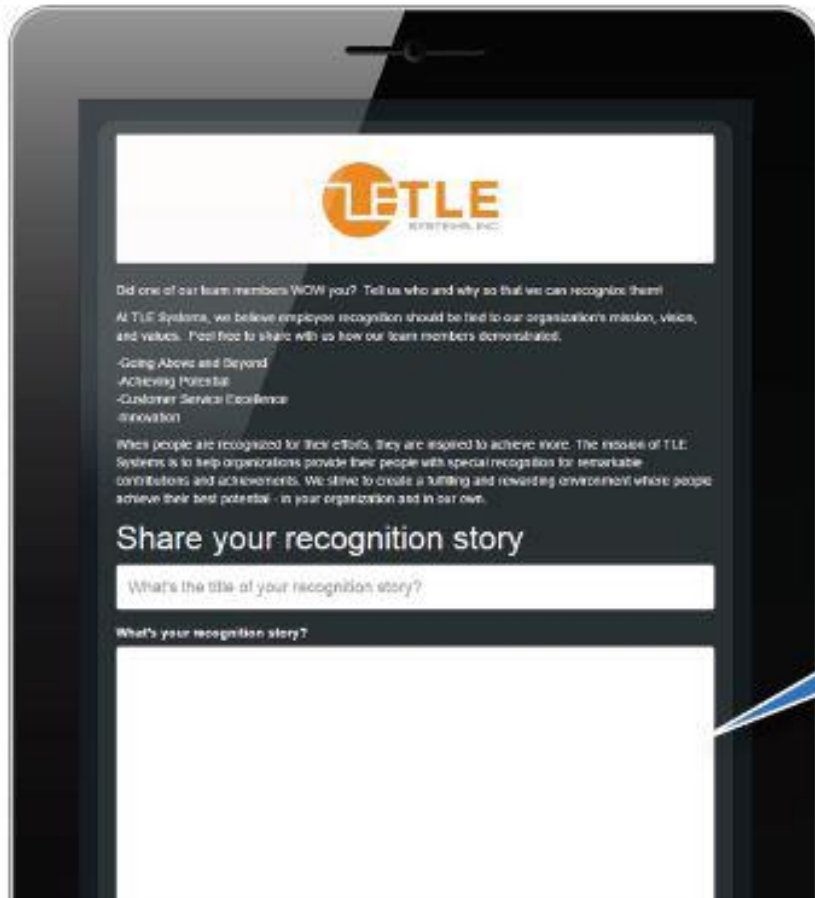 TLE
SYSTEMS, INC
Did one of our team members WOW you? Tell us who and why so that we can recognize them!
At TLE Systems, we believe employee recognition should be tied to our organization's mission, vision,
and values. Feel free to share with us how our team members demonstrated:
-Going Above and Beyond
-Achieving Potential
-Customer Service Excellence
-Innovation
When people are recognized for their efforts, they are inspired to achieve more. The mission of TLE
Systems is to help organizations provide their people with special recognition for remarkable
contributions and achievements. We strive to create a fulfilling and rewarding environment where people
achieve their best potential - in your organization and in our own.
Share your recognition story
What's the title of your recognition story?
What's your recognition story?